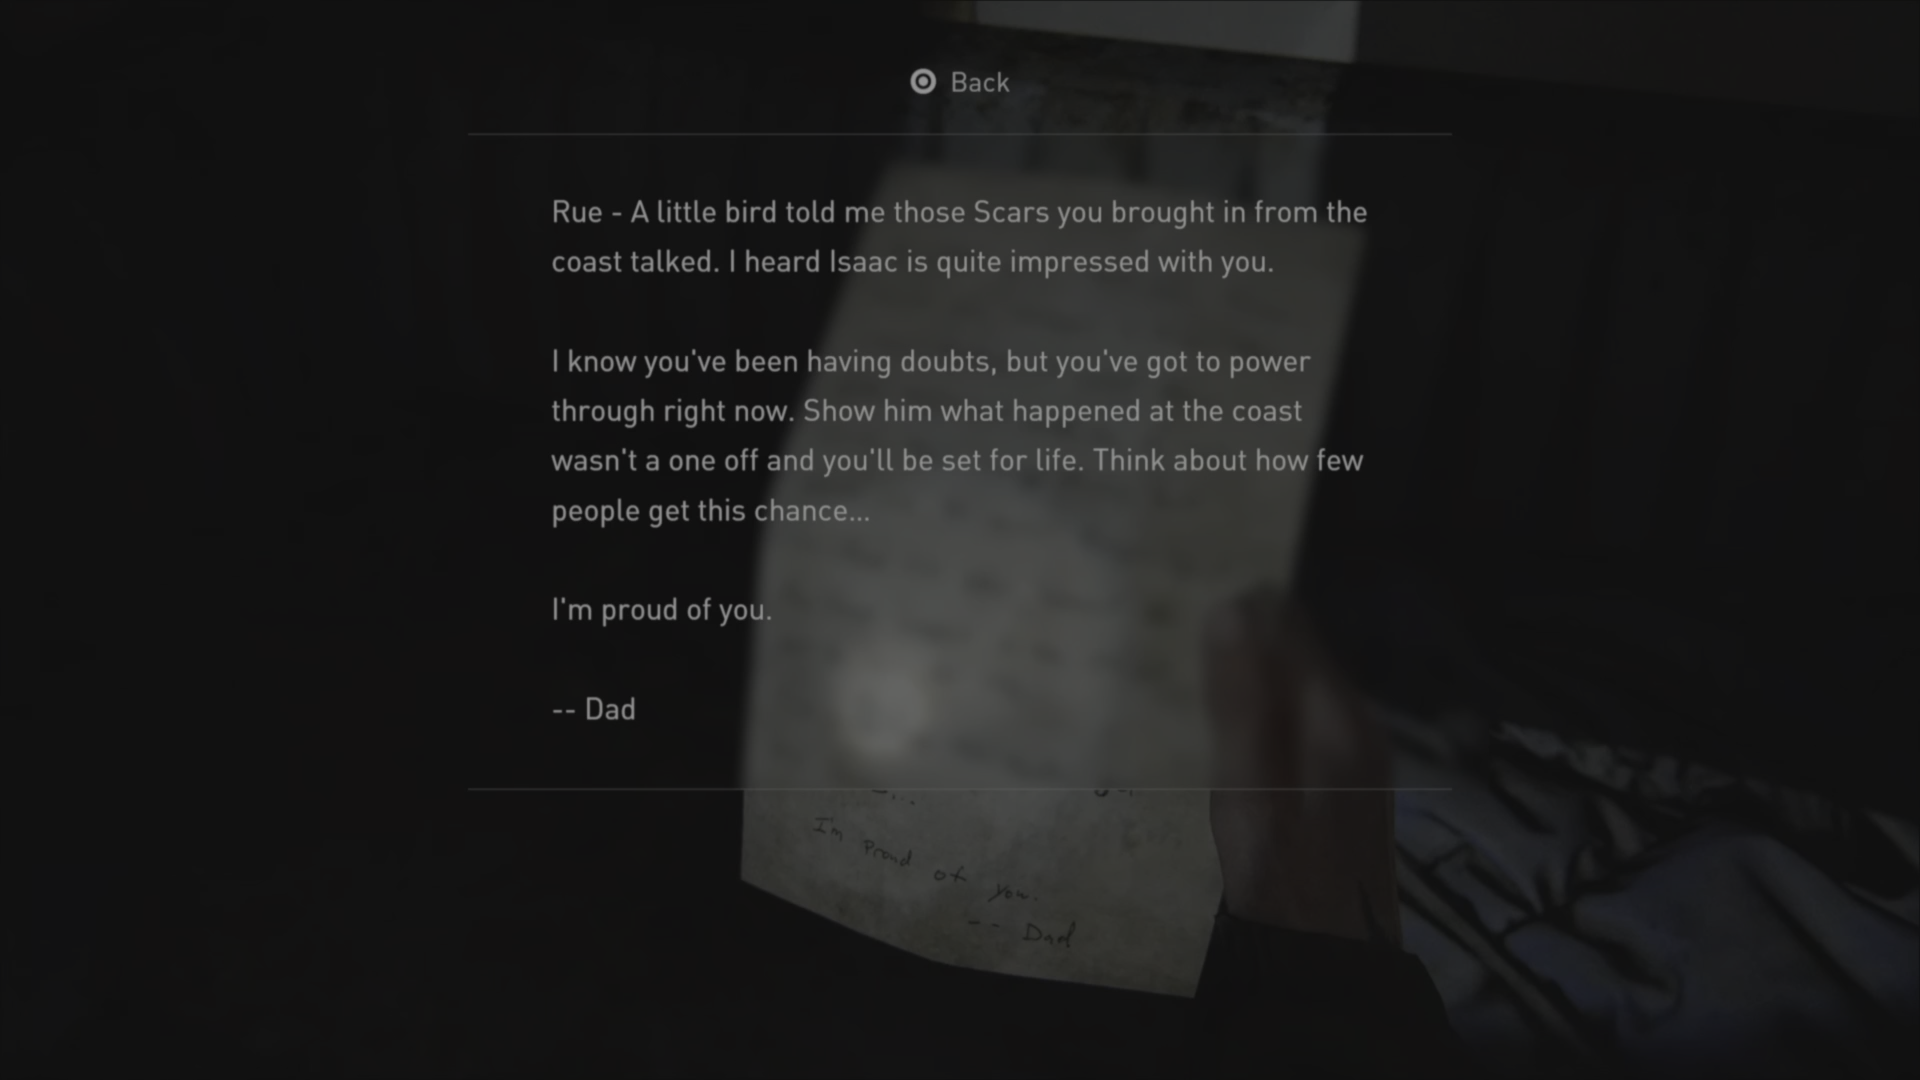 Back
Rue - A little bird told me those Scars you brought in from the
coast talked. I heard Isaac is quite impressed with you.
I know you've been having doubts, but you've got to power
through right now. Show him what happened at the coast
wasn't a one off and you'll be set for life. Think about how few
people get this chance...
I'm proud of you.
-- Dad
I'm Proud of you.
-- Dad